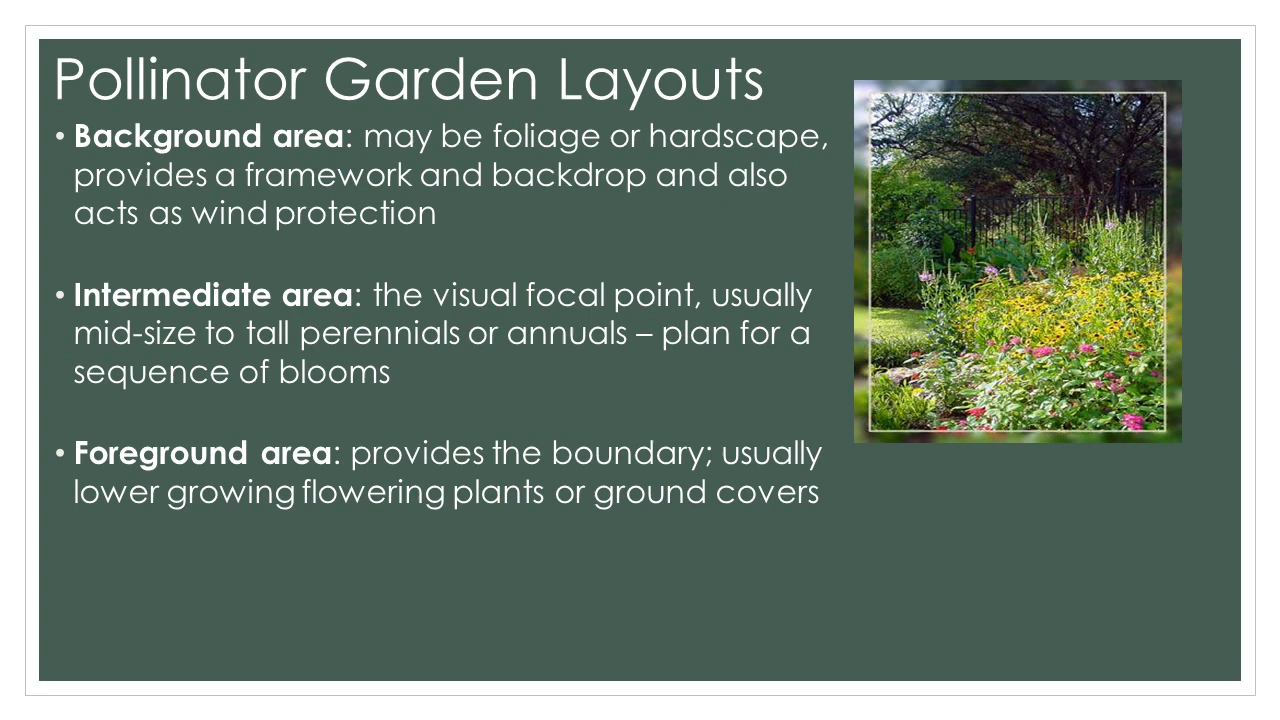 Pollinator Garden Layouts
• Background area: may be foliage or hardscape,
provides a framework and backdrop and also
acts as wind protection
• Intermediate area: the visual focal point, usually
mid-size to tall perennials or annuals – plan for a
sequence of blooms
• Foreground area: provides the boundary; usually
lower growing flowering plants or ground covers